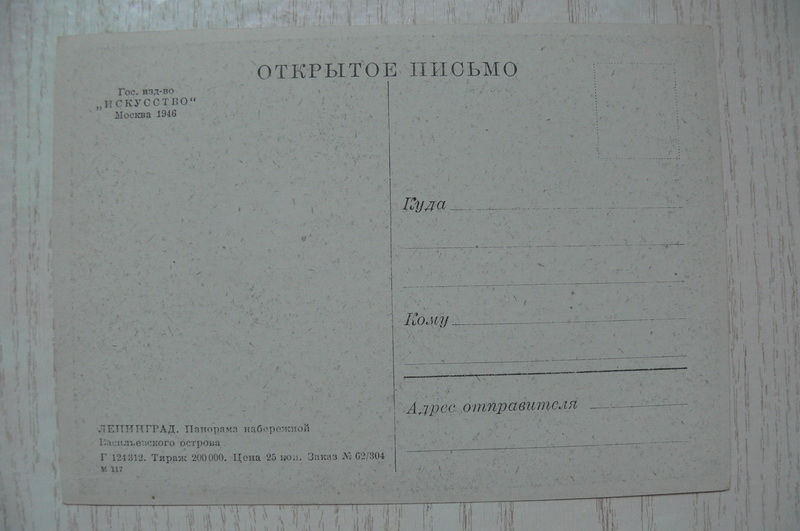 ОТКРЫТОЕ ПИСЬМО
Гос. изд-во
„ИСКУССТВО“
Москва 1946
Куда
Кому
Адрес отправителя
ЛЕНИНГРАД. Панорама набережной
Васильевского острова
Г 124312. Тираж 200000. Цена 25 коп. Заказ № 62/304
М 117